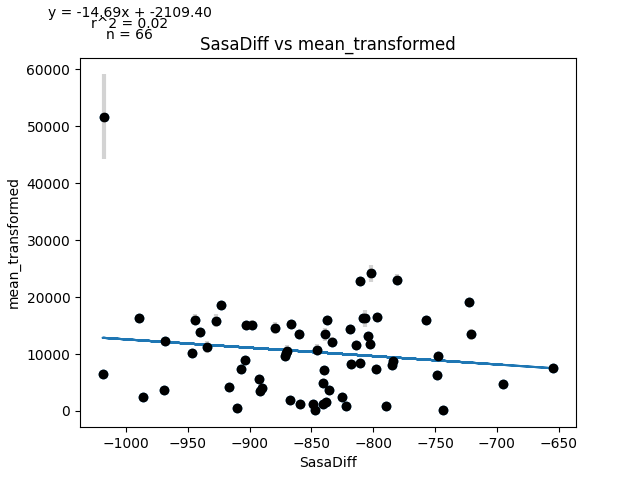 y = -14.69x + -2109.40
r^2 = 0.02
n = 66
SasaDiff vs mean_transformed
60000
50000
40000
30000
20000
10000
0
mean_transformed
−1000 −950 −900 −850 −800 −750 −700 −650
SasaDiff